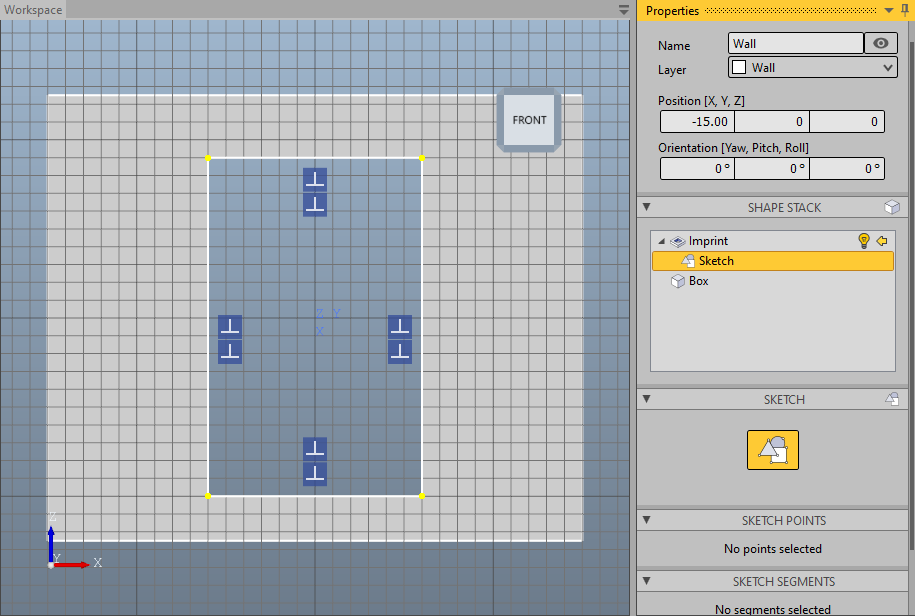 Workspace
Properties
Name
Wall
Layer
Wall
Position [X, Y, Z]
-15.00 0 0
Orientation [Yaw, Pitch, Roll]
0 ° 0 ° 0 °
SHAPE STACK
Imprint
Sketch
Box
SKETCH
SKETCH POINTS
No points selected
SKETCH SEGMENTS
No segments selected
FRONT
Z Y
X
Z
Y
X